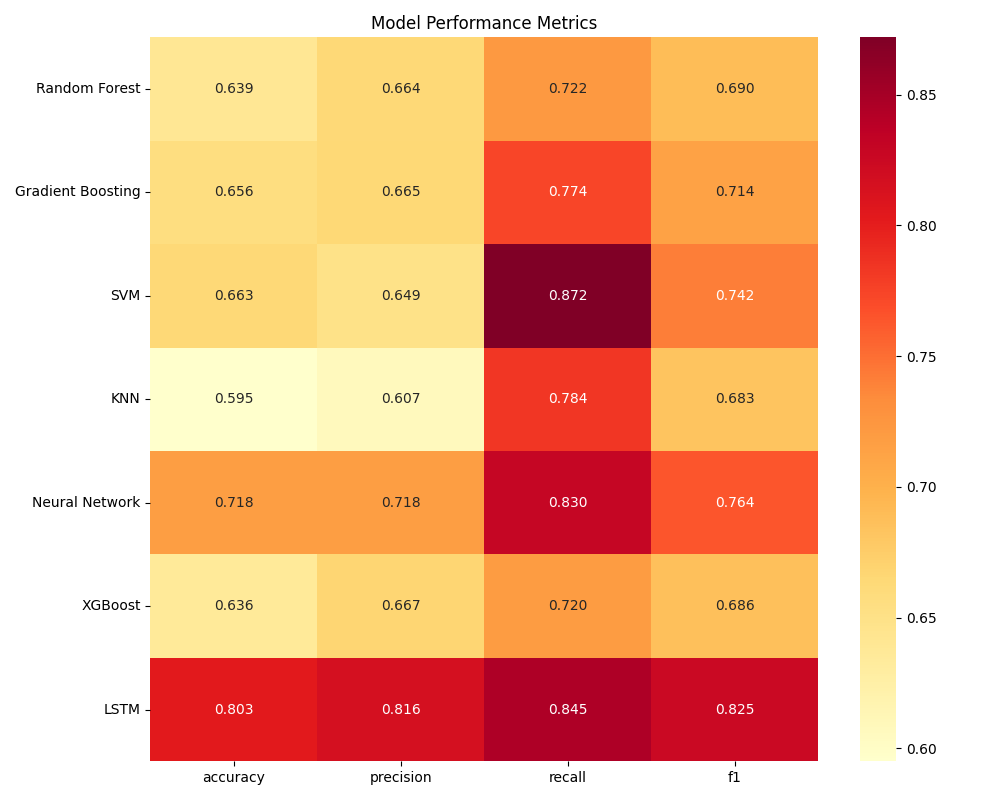 Model Performance Metrics
Random Forest 0.639 0.664 0.722 0.690
Gradient Boosting 0.656 0.665 0.774 0.714
SVM 0.663 0.649 0.872 0.742
KNN 0.595 0.607 0.784 0.683
Neural Network 0.718 0.718 0.830 0.764
XGBoost 0.636 0.667 0.720 0.686
LSTM 0.803 0.816 0.845 0.825
accuracy precision recall f1
0.85
0.80
0.75
0.70
0.65
0.60